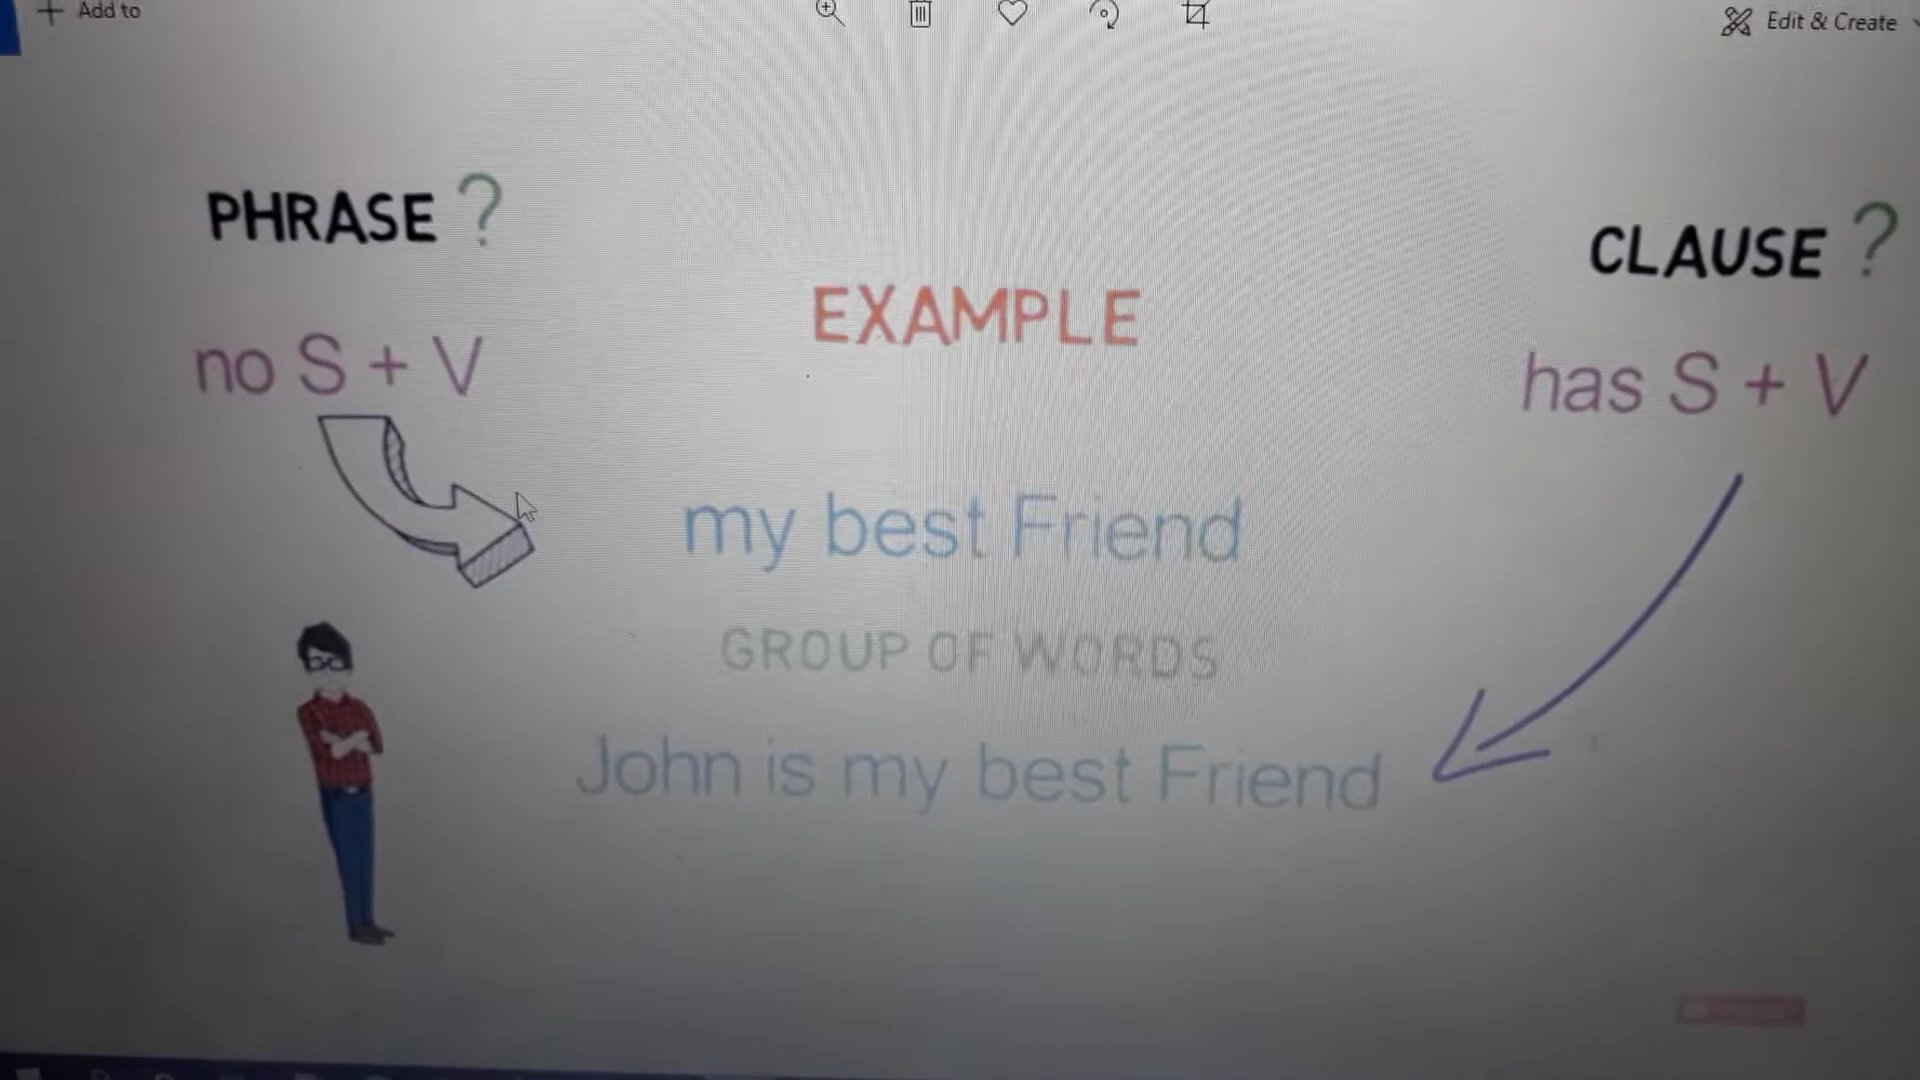 Add to
Edit & Create
PHRASE ?
CLAUSE ?
EXAMPLE
no S + V
has S + V
my best Friend
GROUP OF WORDS
John is my best Friend